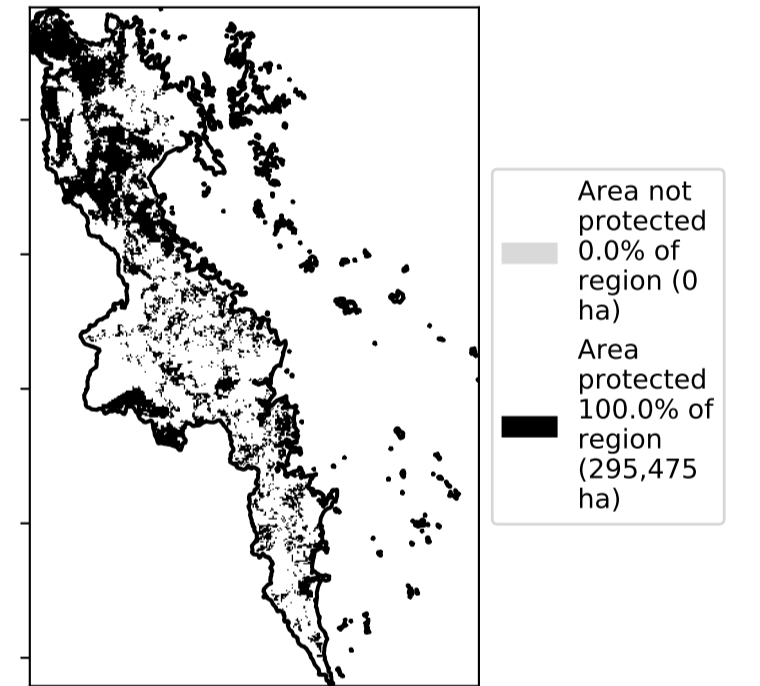 Area not
protected
0.0% of
region (0
ha)
Area
protected
100.0% of
region
(295,475
ha)